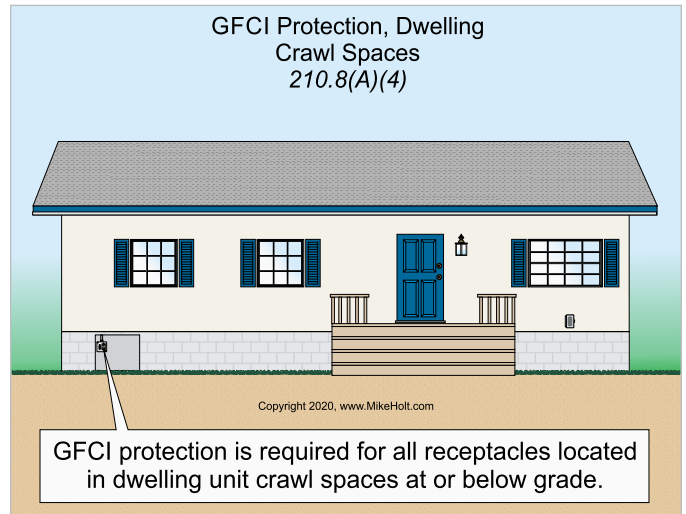 GFCI Protection, Dwelling
Crawl Spaces
210.8(A)(4)
Copyright 2020, www.MikeHolt.com
GFCI protection is required for all receptacles located
in dwelling unit crawl spaces at or below grade.